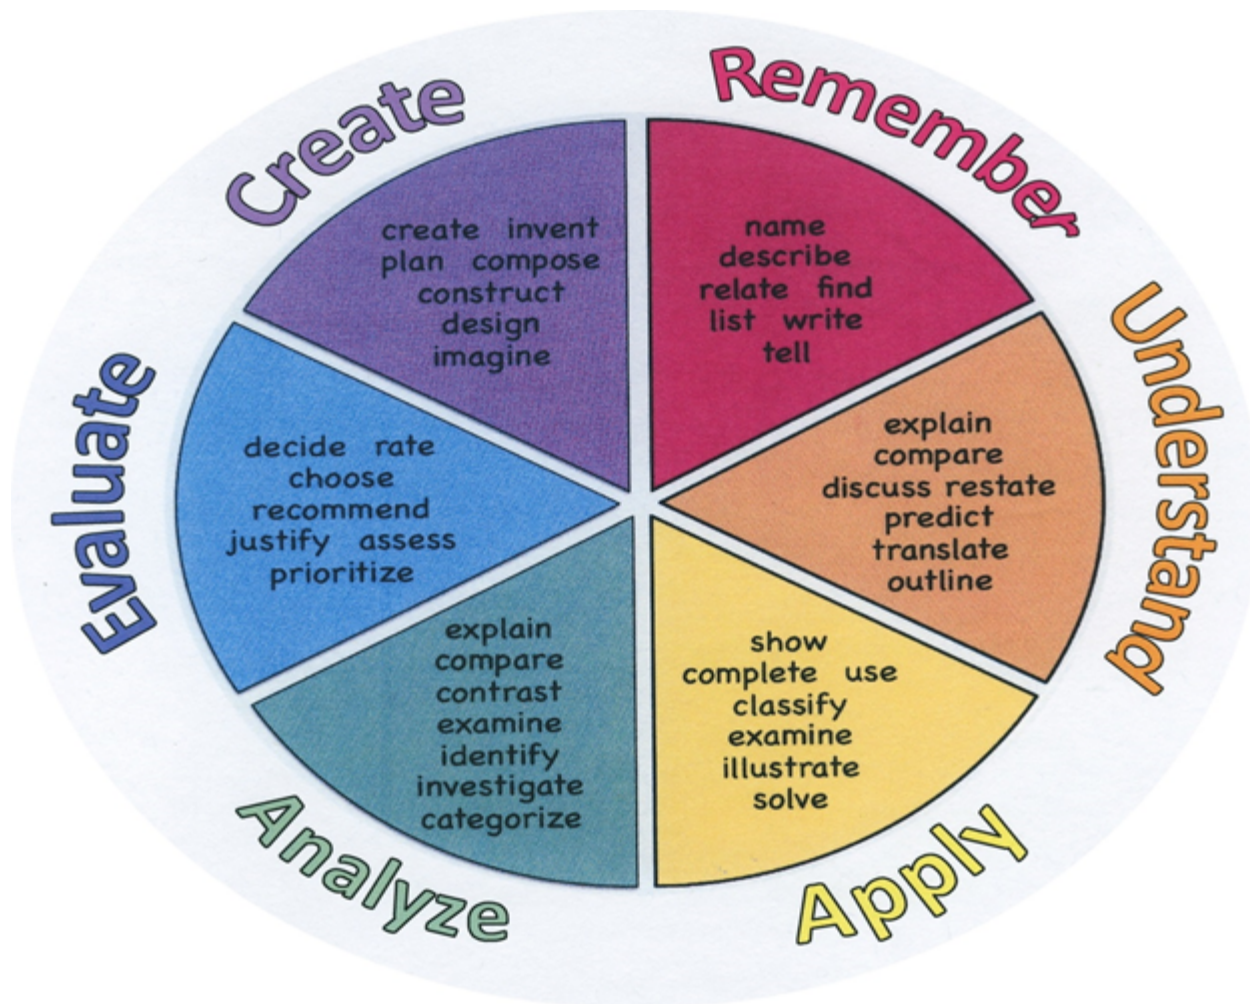 Create
create invent
plan compose
construct
design
imagine
Remember
name
describe
relate find
list write
tell
Understand
explain
compare
discuss restate
predict
translate
outline
Apply
show
complete use
classify
examine
illustrate
solve
Analyze
explain
compare
contrast
examine
identify
investigate
categorize
Evaluate
decide rate
choose
recommend
justify assess
prioritize